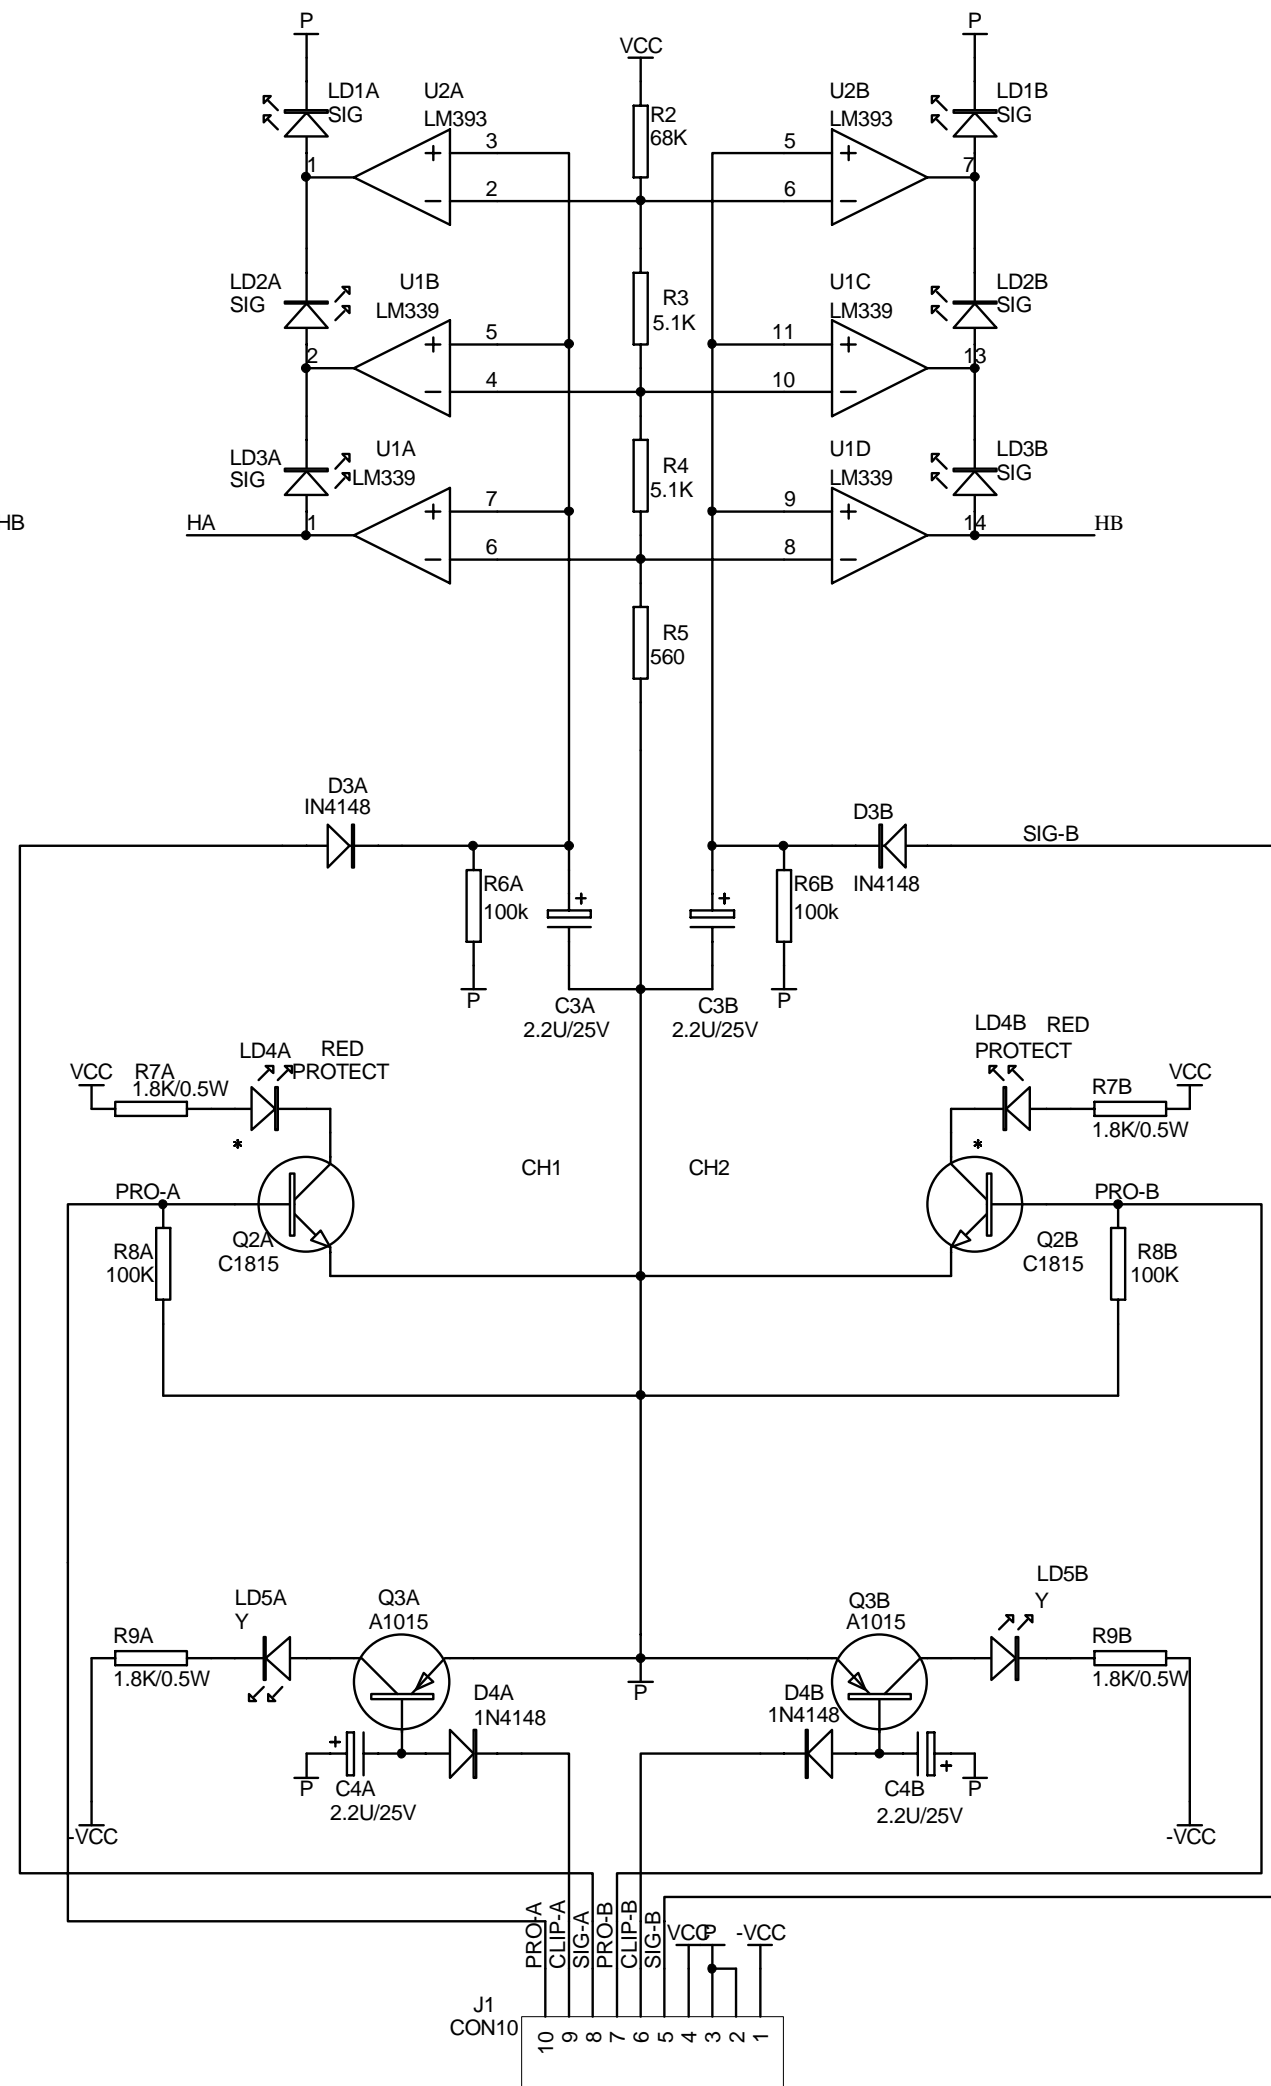 P
P
VCC
LD1A
SIG
U2A
LM393
R2
68K
U2B
LM393
LD1B
SIG
3
5
1
7
2
6
LD2A
SIG
U1B
LM339
R3
5.1K
U1C
LM339
LD2B
SIG
5
11
2
13
4
10
LD3A
SIG
U1A
LM339
R4
5.1K
U1D
LM339
LD3B
SIG
7
9
HB
HA
1
14
HB
6
8
R5
560
D3A
IN4148
D3B
SIG-B
IN4148
R6A
100k
+
+
R6B
100k
P
P
C3A
2.2U/25V
C3B
2.2U/25V
LD4A
RED
PROTECT
LD4B RED
PROTECT
VCC
R7A
1.8K/0.5W
VCC
R7B
1.8K/0.5W
*
*
CH1
CH2
PRO-A
PRO-B
Q2A
C1815
Q2B
C1815
R8A
100K
R8B
100K
LD5A
Y
Q3A
A1015
Q3B
A1015
LD5B
Y
R9A
1.8K/0.5W
R9B
1.8K/0.5W
P
D4A
1N4148
D4B
1N4148
+
P
C4A
2.2U/25V
C4B
2.2U/25V
+
P
-VCC
-VCC
PRO-A
CLIP-A
SIG-A
PRO-B
CLIP-B
SIG-B
VCC
P
-VCC
J1
CON10
10
9
8
7
6
5
4
3
2
1